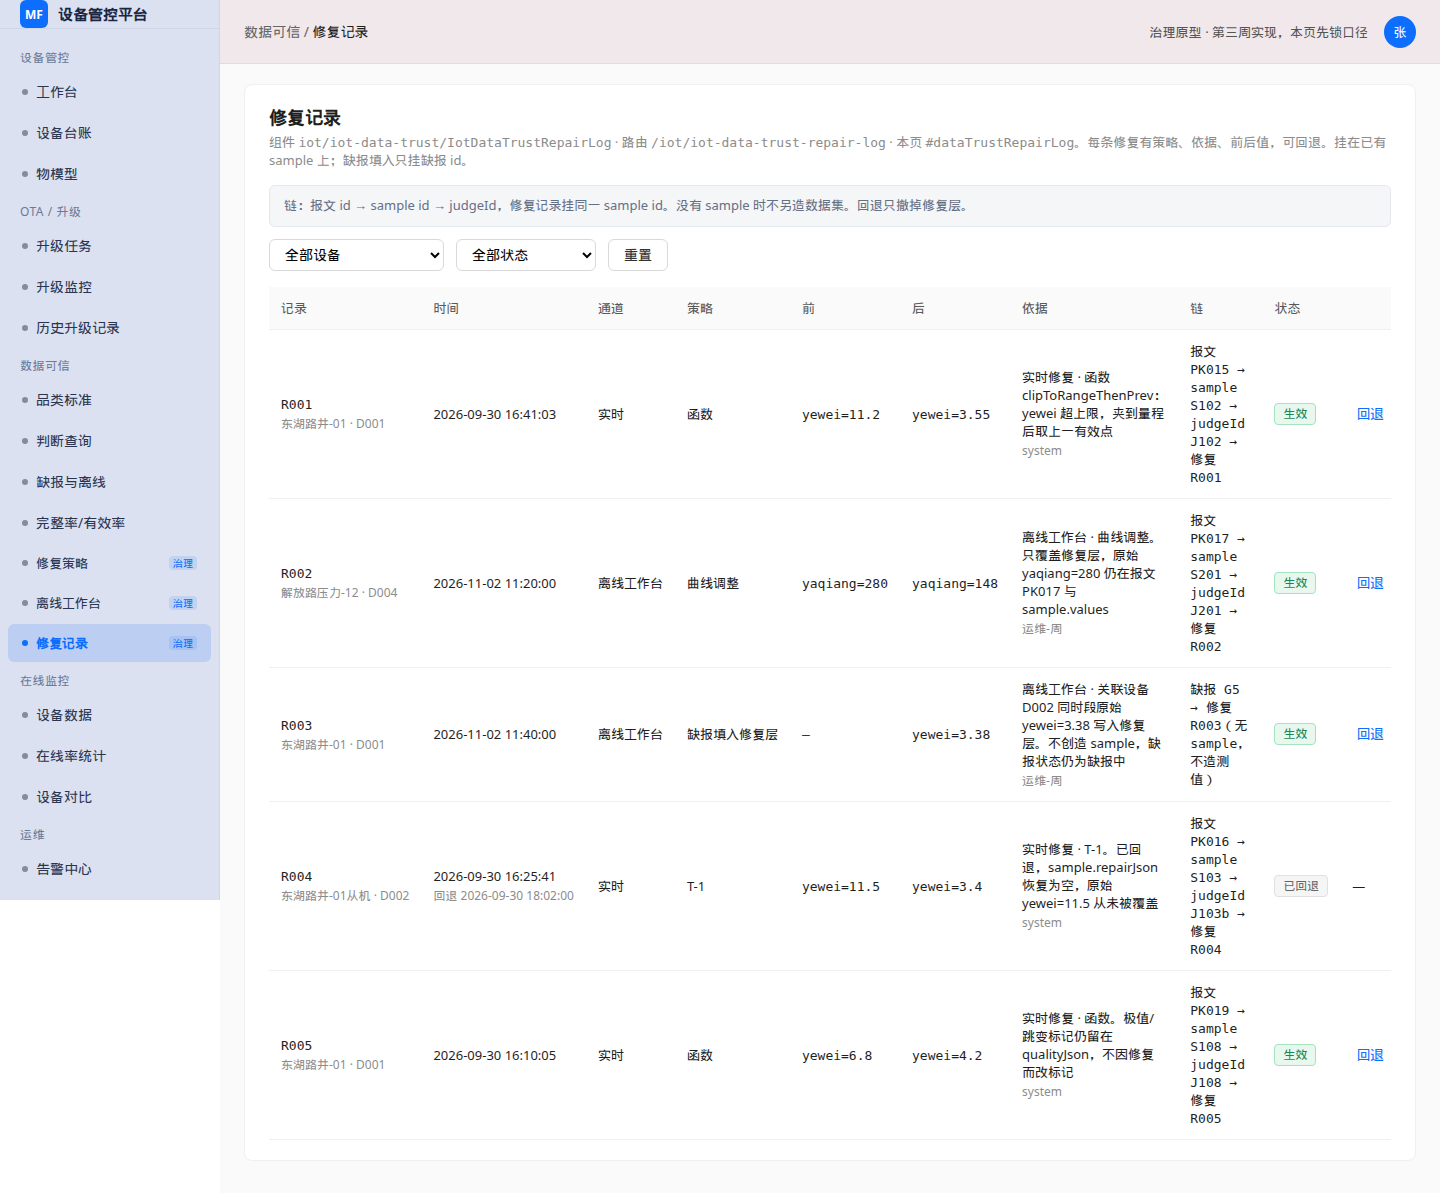 MF 设备管控平台
数据可信 / 修复记录
治理原型 · 第三周实现，本页先锁口径
张
设备管控
工作台
设备台账
物模型
OTA / 升级
升级任务
升级监控
历史升级记录
数据可信
品类标准
判断查询
缺报与离线
完整率/有效率
修复策略 治理
离线工作台 治理
修复记录 治理
在线监控
设备数据
在线率统计
设备对比
运维
告警中心
修复记录
组件 iot/iot-data-trust/IotDataTrustRepairLog · 路由 /iot/iot-data-trust-repair-log · 本页 #dataTrustRepairLog。每条修复有策略、依据、前后值，可回退。挂在已有
sample 上；缺报填入只挂缺报 id。
链：报文 id → sample id → judgeId，修复记录挂同一 sample id。没有 sample 时不另造数据集。回退只撤掉修复层。
全部设备 全部状态 重置
记录 时间 通道 策略 前 后 依据 链 状态
R001
东湖路井-01 · D001
2026-09-30 16:41:03
实时
函数
yewei=11.2
yewei=3.55
实时修复 · 函数
clipToRangeThenPrev：
yewei 超上限，夹到量程
后取上一有效点
system
报文
PK015 →
sample
S102 →
judgeId
J102 →
修复
R001
生效
回退
R002
解放路压力-12 · D004
2026-11-02 11:20:00
离线工作台
曲线调整
yaqiang=280
yaqiang=148
离线工作台 · 曲线调整。
只覆盖修复层，原始
yaqiang=280 仍在报文
PK017 与
sample.values
运维-周
报文
PK017 →
sample
S201 →
judgeId
J201 →
修复
R002
生效
回退
R003
东湖路井-01 · D001
2026-11-02 11:40:00
离线工作台
缺报填入修复层
—
yewei=3.38
离线工作台 · 关联设备
D002 同时段原始
yewei=3.38 写入修复
层。不创造 sample，缺
报状态仍为缺报中
运维-周
缺报 G5
→ 修复
R003（无
sample，
不造测
值）
生效
回退
R004
东湖路井-01从机 · D002
2026-09-30 16:25:41
回退 2026-09-30 18:02:00
实时
T-1
yewei=11.5
yewei=3.4
实时修复 · T-1。已回
退，sample.repairJson
恢复为空，原始
yewei=11.5 从未被覆盖
system
报文
PK016 →
sample
S103 →
judgeId
J103b →
修复
R004
已回退
—
R005
东湖路井-01 · D001
2026-09-30 16:10:05
实时
函数
yewei=6.8
yewei=4.2
实时修复 · 函数。极值/
跳变标记仍留在
qualityJson，不因修复
而改标记
system
报文
PK019 →
sample
S108 →
judgeId
J108 →
修复
R005
生效
回退